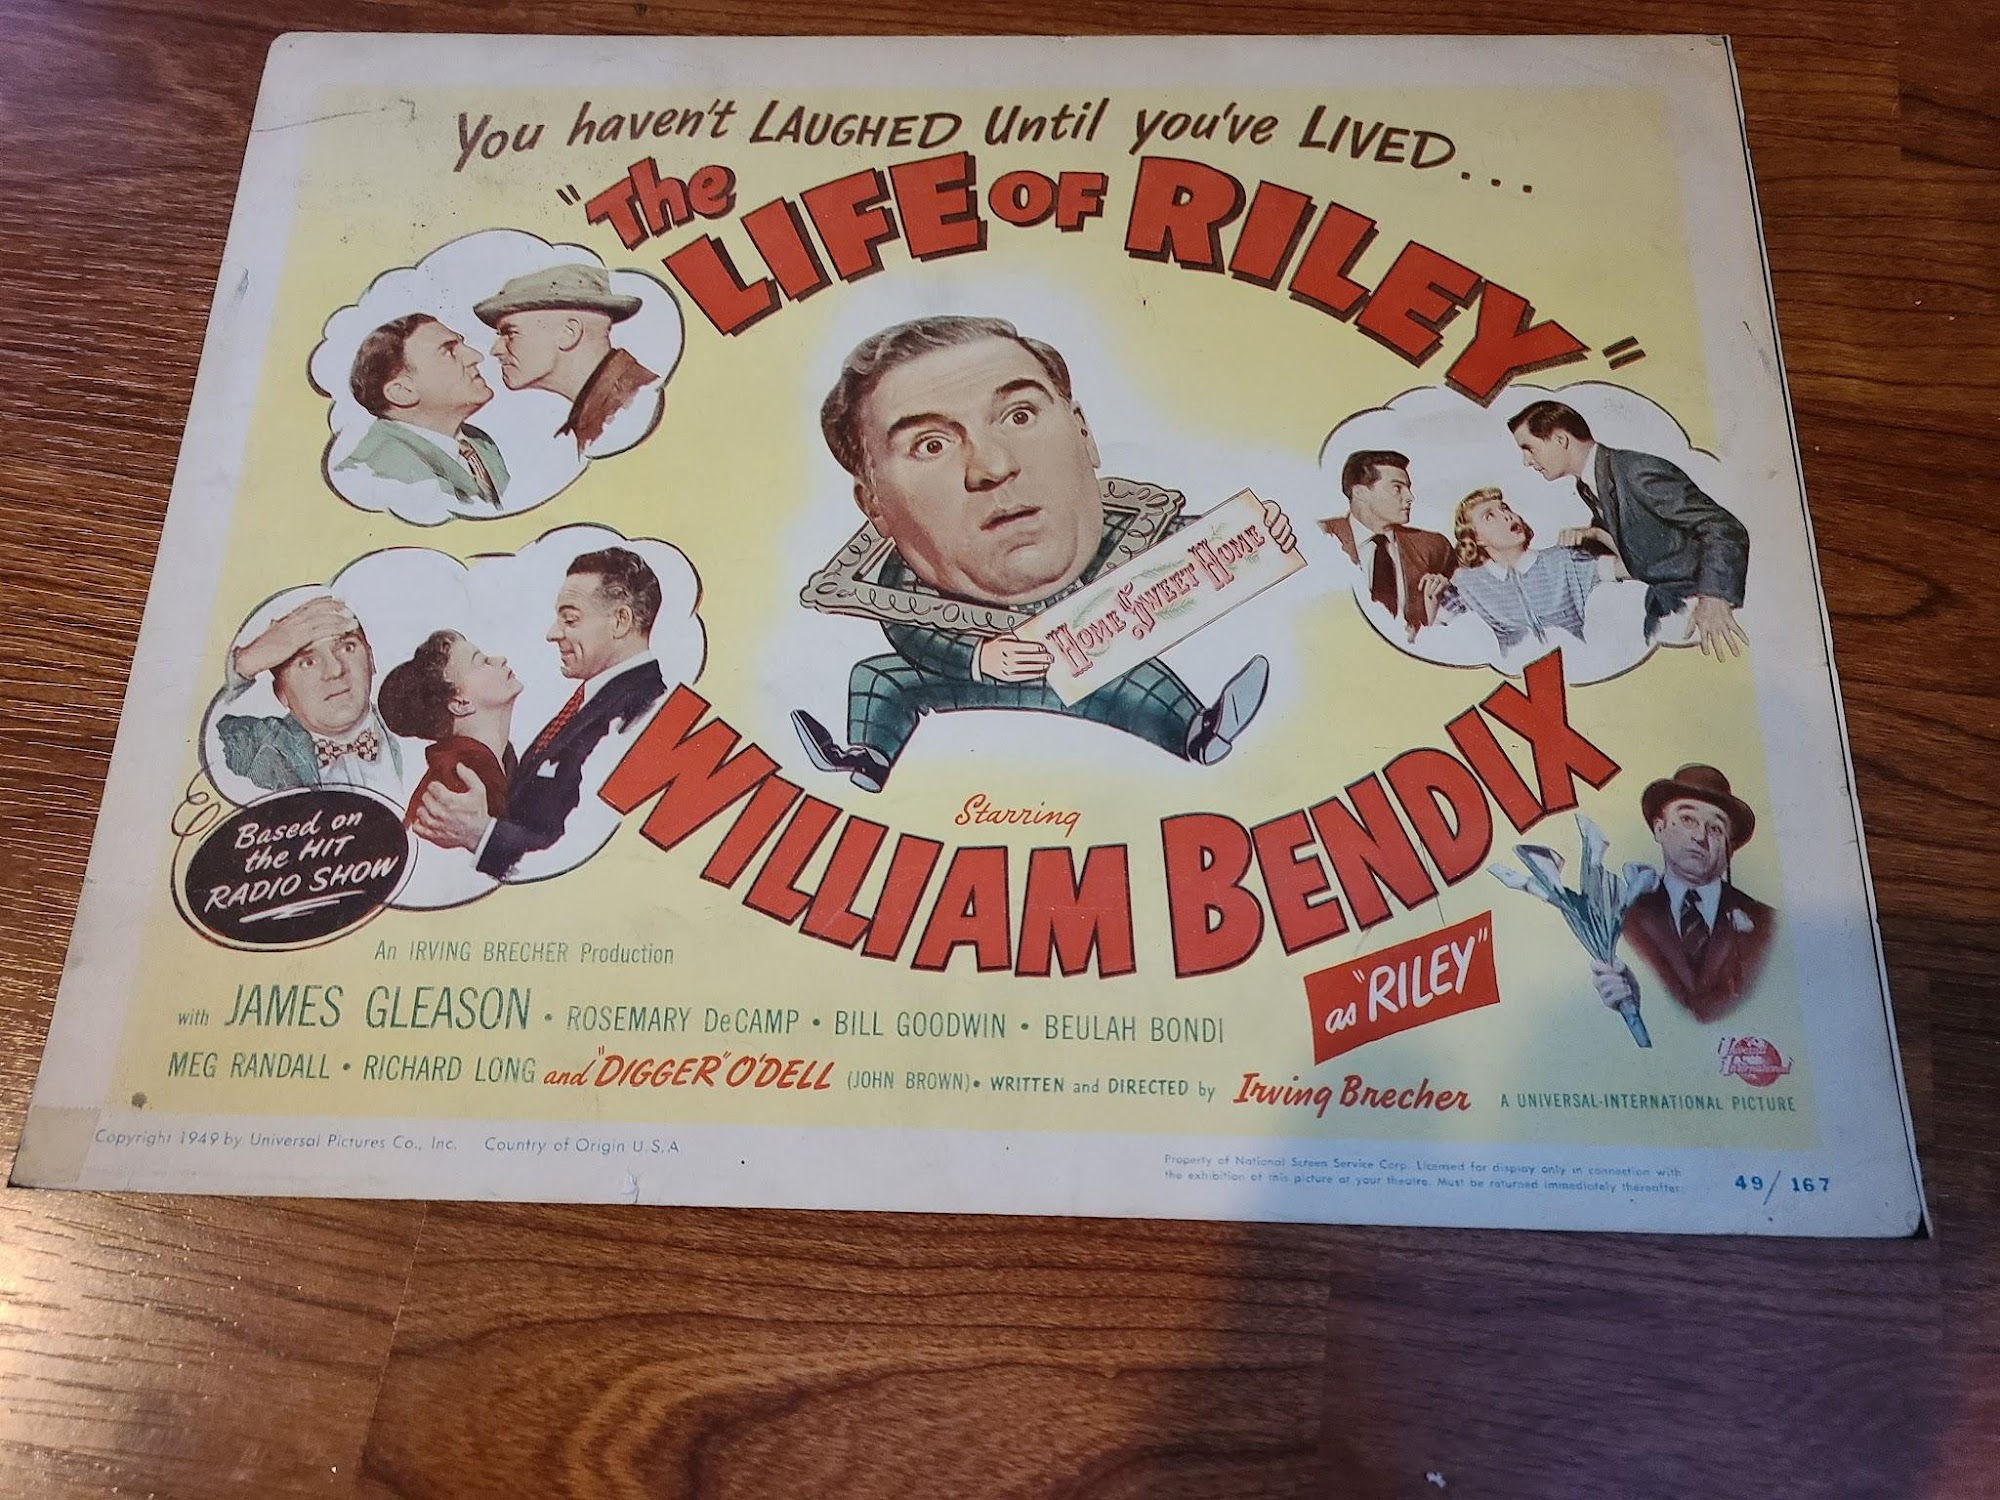 You haven't LAUGHED Until you've LIVED...
"The LIFE OF RILEY"
HOME SWEET HOME
Based on
the HIT
RADIO SHOW
Starring
WILLIAM BENDIX
as "RILEY"
An IRVING BRECHER Production
with JAMES GLEASON • ROSEMARY DeCAMP • BILL GOODWIN • BEULAH BONDI
MEG RANDALL • RICHARD LONG and "DIGGER" O'DELL (JOHN BROWN) • WRITTEN and DIRECTED by Irving Brecher A UNIVERSAL-INTERNATIONAL PICTURE
Universal
International
Copyright 1949 by Universal Pictures Co., Inc. Country of Origin U.S.A
Property of National Screen Service Corp. Licensed for display only in connection with
the exhibition of this picture at your theatre. Must be returned immediately thereafter.
49/167